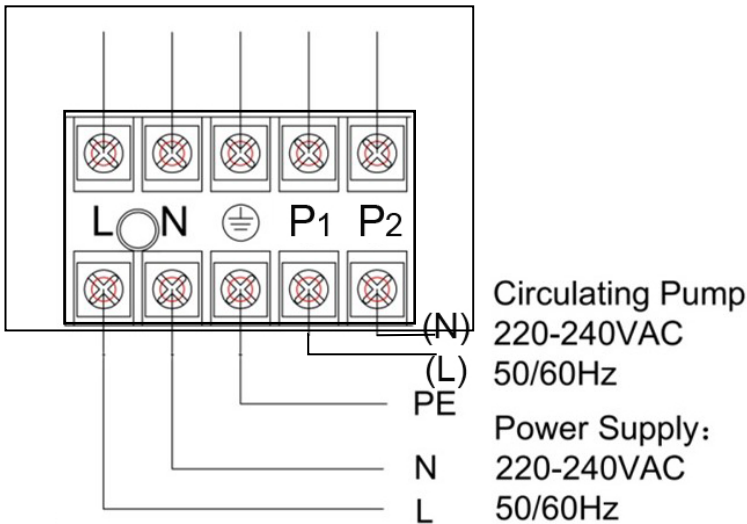 L N P1 P2
(N)
(L)
Circulating Pump
220-240VAC
50/60Hz
PE
Power Supply：
N 220-240VAC
L 50/60Hz